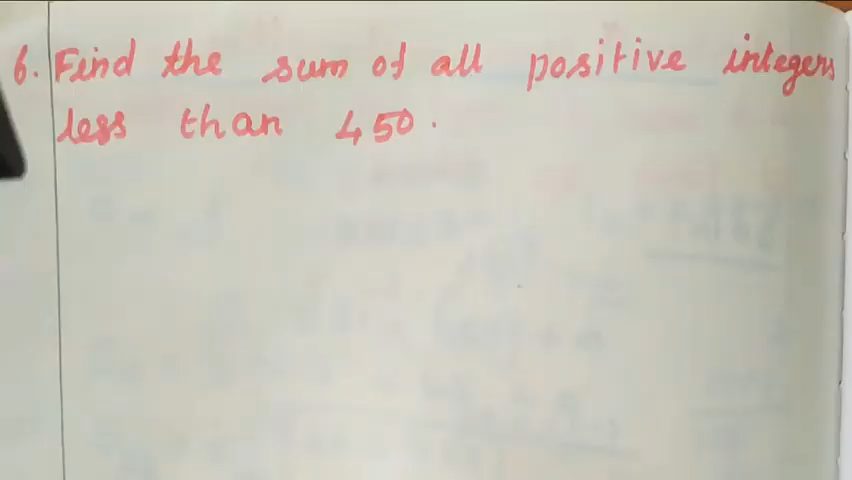 6. Find the sum of all positive integers
less than 450.